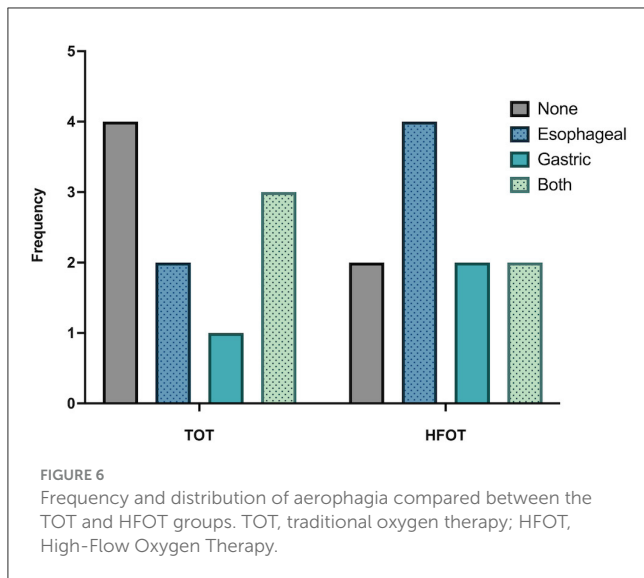 5
4
3
2
1
0
Frequency
TOT
HFOT
None
Esophageal
Gastric
Both
FIGURE 6
Frequency and distribution of aerophagia compared between the
TOT and HFOT groups. TOT, traditional oxygen therapy; HFOT,
High-Flow Oxygen Therapy.